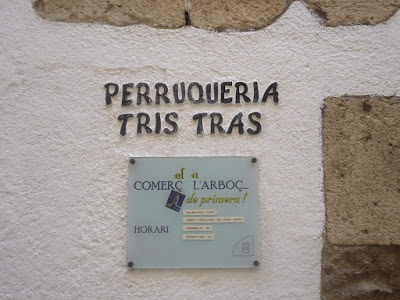 PERRUQUERIA
TRIS TRAS
el a
COMERÇ L'ARBOÇ...
de primera!
HORARI